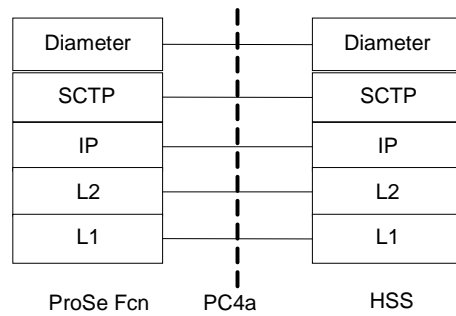 Diameter Diameter
SCTP SCTP
IP IP
L2 L2
L1 L1
ProSe Fcn PC4a HSS